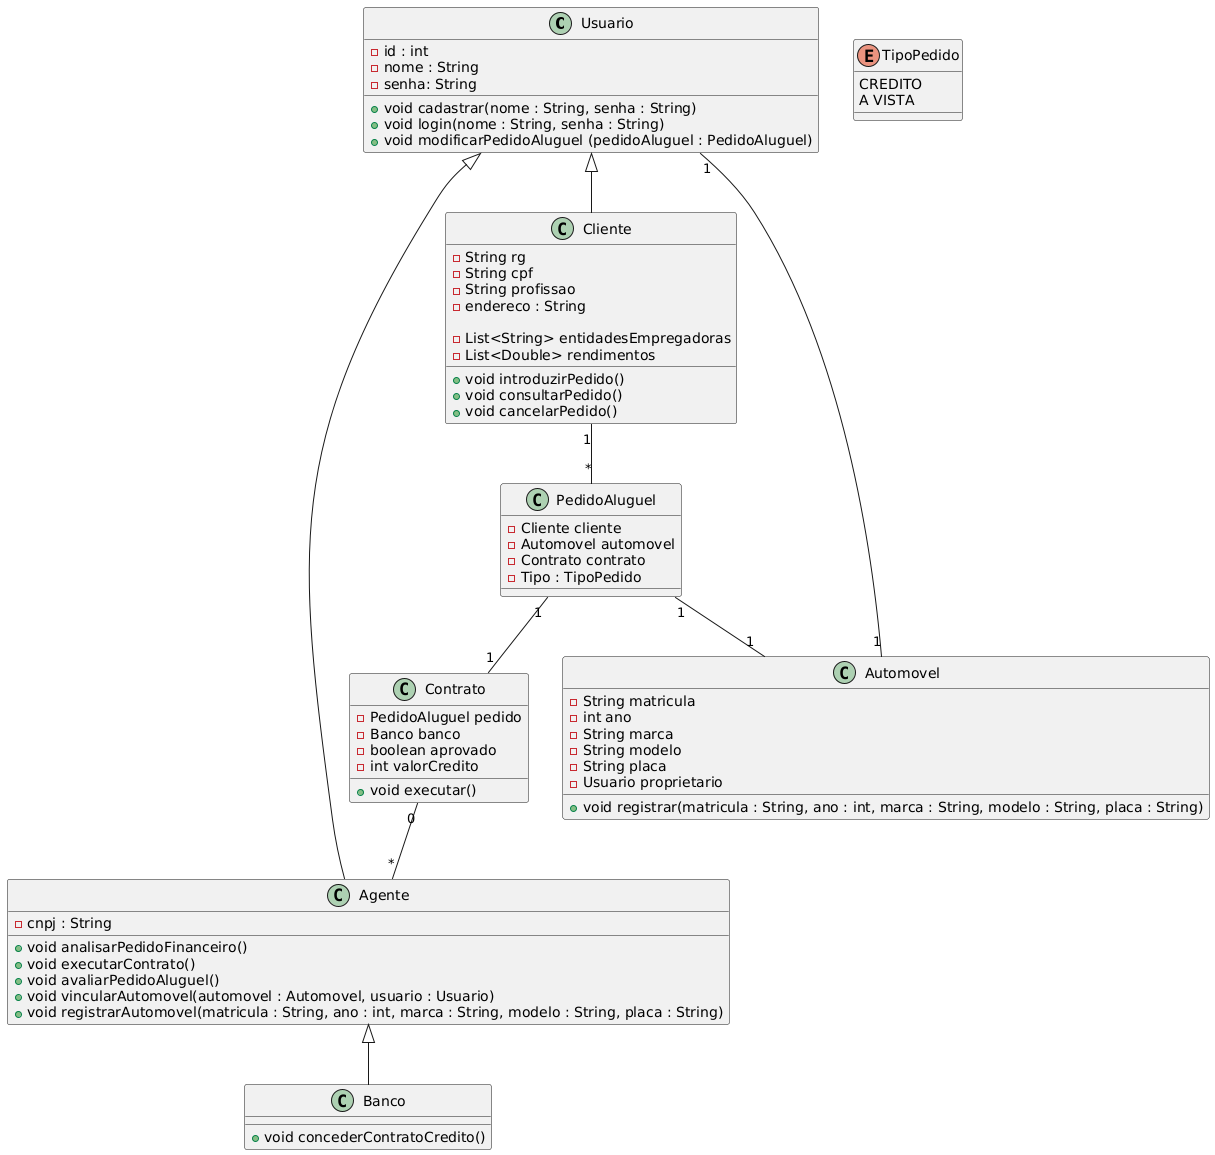 C Usuario
id : int
nome : String
senha: String
void cadastrar(nome : String, senha : String)
void login(nome : String, senha : String)
void modificarPedidoAluguel (pedidoAluguel : PedidoAluguel)
E TipoPedido
CREDITO
A VISTA
1
C Cliente
String rg
String cpf
String profissao
endereco : String
List<String> entidadesEmpregadoras
List<Double> rendimentos
void introduzirPedido()
void consultarPedido()
void cancelarPedido()
1
*
C PedidoAluguel
Cliente cliente
Automovel automovel
Contrato contrato
Tipo : TipoPedido
1
1
1
1
1
C Contrato
PedidoAluguel pedido
Banco banco
boolean aprovado
int valorCredito
void executar()
C Automovel
String matricula
int ano
String marca
String modelo
String placa
Usuario proprietario
void registrar(matricula : String, ano : int, marca : String, modelo : String, placa : String)
0
*
C Agente
cnpj : String
void analisarPedidoFinanceiro()
void executarContrato()
void avaliarPedidoAluguel()
void vincularAutomovel(automovel : Automovel, usuario : Usuario)
void registrarAutomovel(matricula : String, ano : int, marca : String, modelo : String, placa : String)
C Banco
void concederContratoCredito()